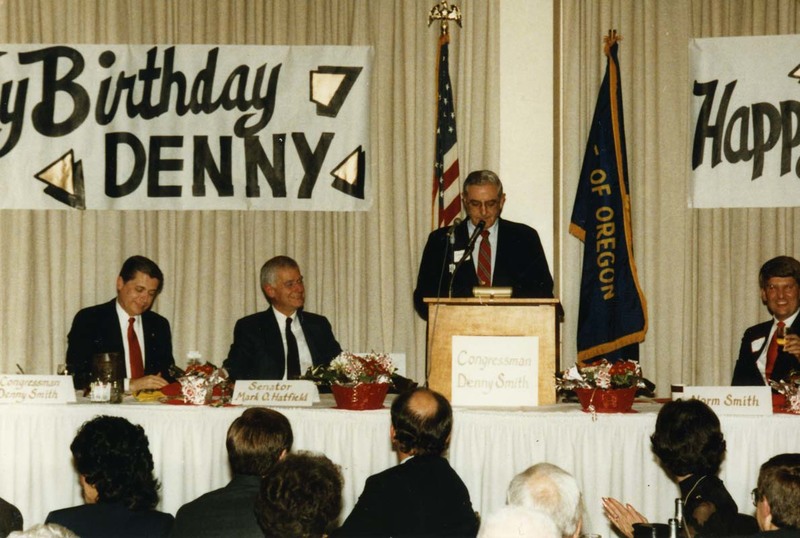 y Birthday
DENNY
Happ
OF OREGON
Congressman
Denny Smith
Congressman
Denny Smith
Senator
Mark O. Hatfield
Norm Smith